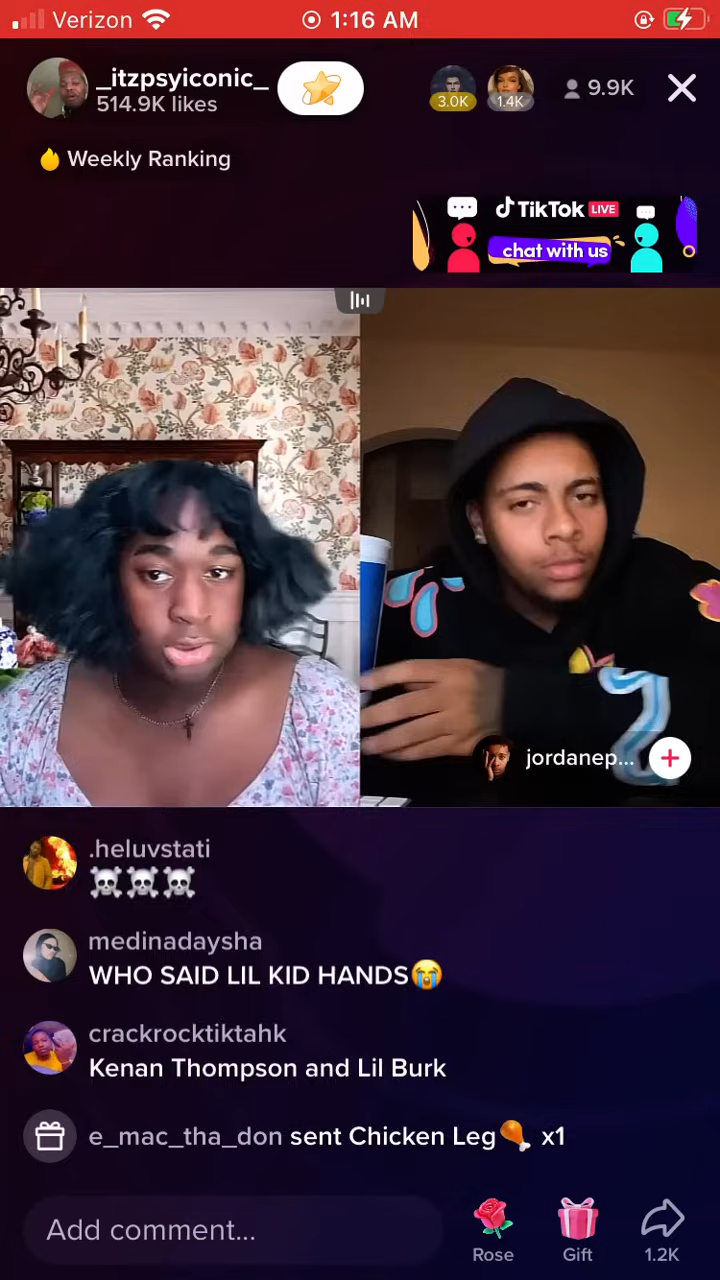 Verizon 1:16 AM
_itzpsyiconic_
514.9K likes
3.0K 1.4K 9.9K
Weekly Ranking
TikTok LIVE
chat with us
jordanep...
.heluvstati
☠️☠️☠️
medinadaysha
WHO SAID LIL KID HANDS😭
crackrocktiktahk
Kenan Thompson and Lil Burk
e_mac_tha_don sent Chicken Leg🍗 x1
Add comment...
Rose Gift 1.2K